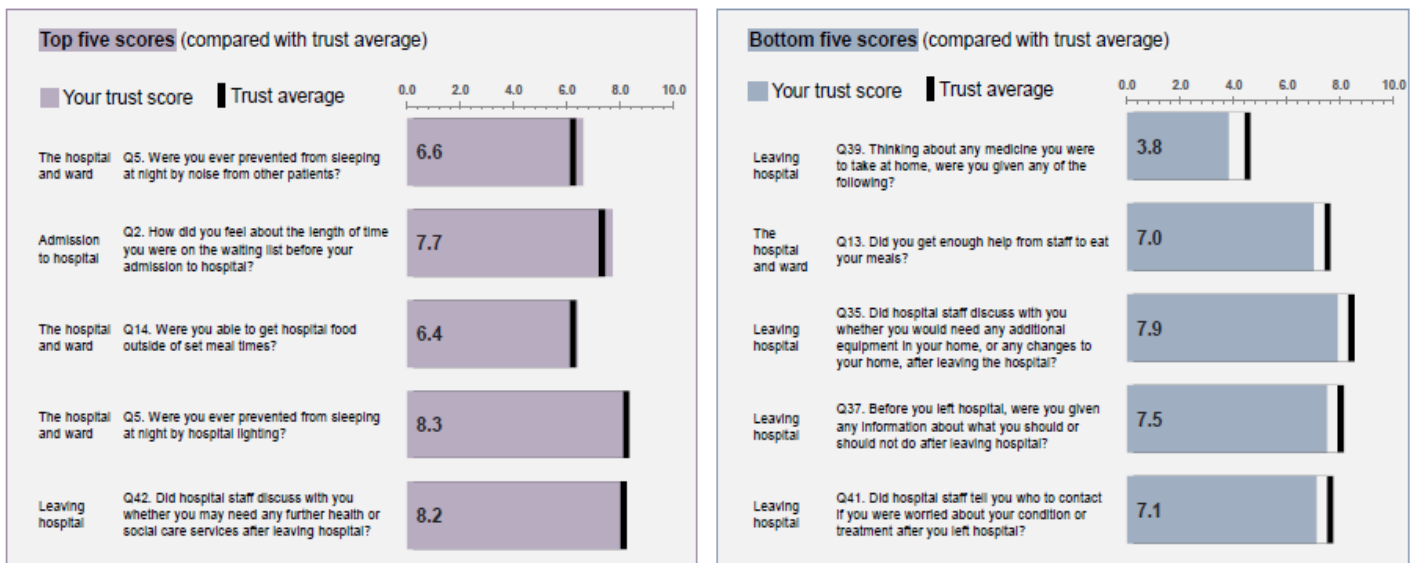 Top five scores (compared with trust average)
Your trust score
Trust average
0.0 2.0 4.0 6.0 8.0 10.0
The hospital
and ward
Q5. Were you ever prevented from sleeping
at night by noise from other patients?
6.6
Admission
to hospital
Q2. How did you feel about the length of time
you were on the waiting list before your
admission to hospital?
7.7
The hospital
and ward
Q14. Were you able to get hospital food
outside of set meal times?
6.4
The hospital
and ward
Q5. Were you ever prevented from sleeping
at night by hospital lighting?
8.3
Leaving
hospital
Q42. Did hospital staff discuss with you
whether you may need any further health or
social care services after leaving hospital?
8.2
Bottom five scores (compared with trust average)
Your trust score
Trust average
0.0 2.0 4.0 6.0 8.0 10.0
Leaving
hospital
Q39. Thinking about any medicine you were
to take at home, were you given any of the
following?
3.8
The
hospital
and ward
Q13. Did you get enough help from staff to eat
your meals?
7.0
Leaving
hospital
Q35. Did hospital staff discuss with you
whether you would need any additional
equipment in your home, or any changes to
your home, after leaving the hospital?
7.9
Leaving
hospital
Q37. Before you left hospital, were you given
any information about what you should or
should not do after leaving hospital?
7.5
Leaving
hospital
Q41. Did hospital staff tell you who to contact
if you were worried about your condition or
treatment after you left hospital?
7.1